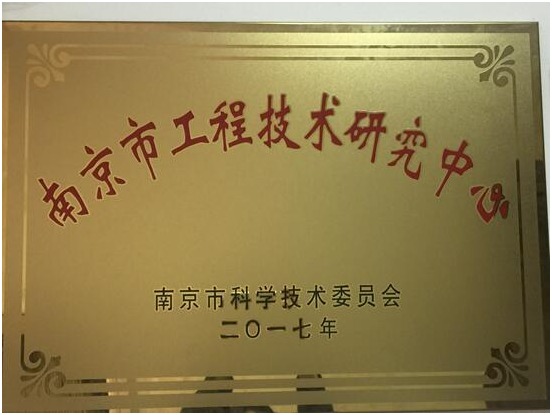 南京市工程技术研究中心
南京市科学技术委员会
二〇一七年